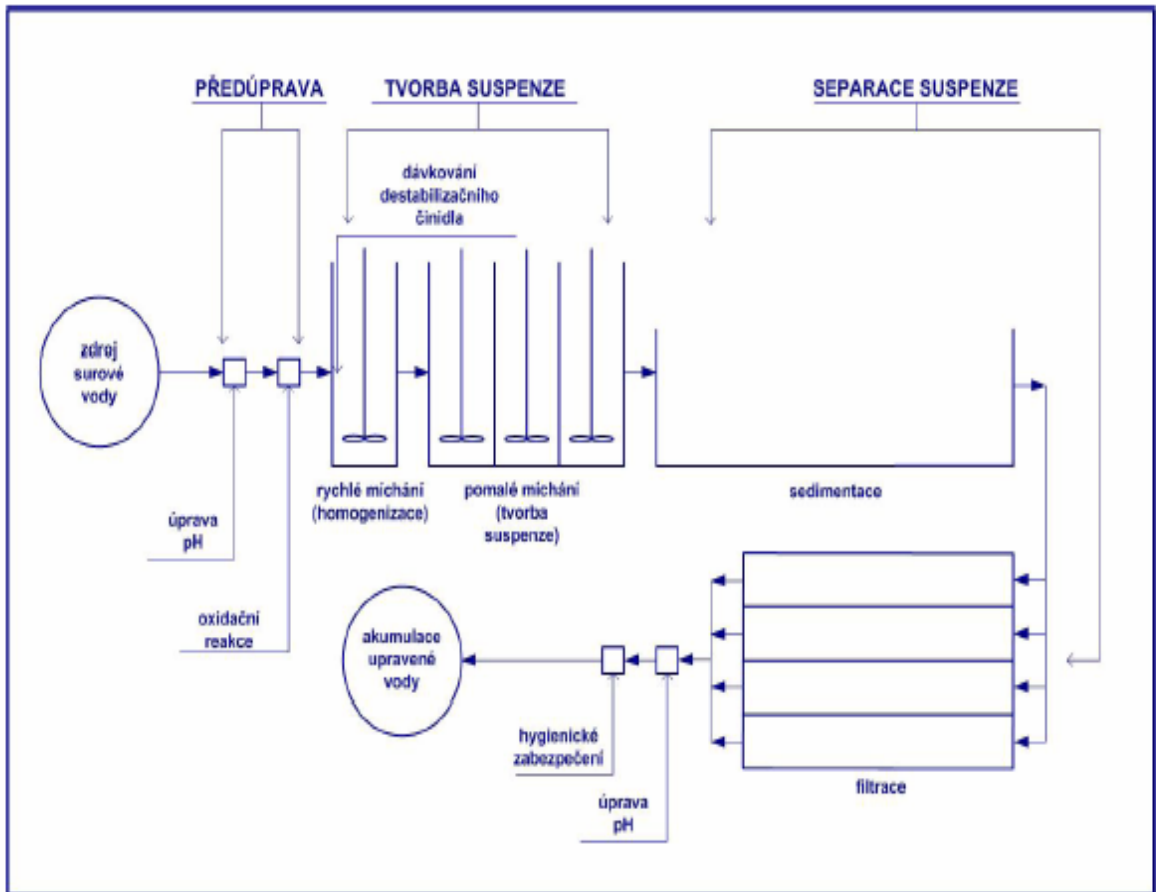 PŘEDÚPRAVA
TVORBA SUSPENZE
SEPARACE SUSPENZE
dávkování
destabilizačního
činidla
zdroj
surové
vody
rychlé míchání
(homogenizace)
pomalé míchání
(tvorba
suspenze)
sedimentace
úprava
pH
oxidační
reakce
akumulace
upravené
vody
hygienické
zabezpečení
úprava
pH
filtrace